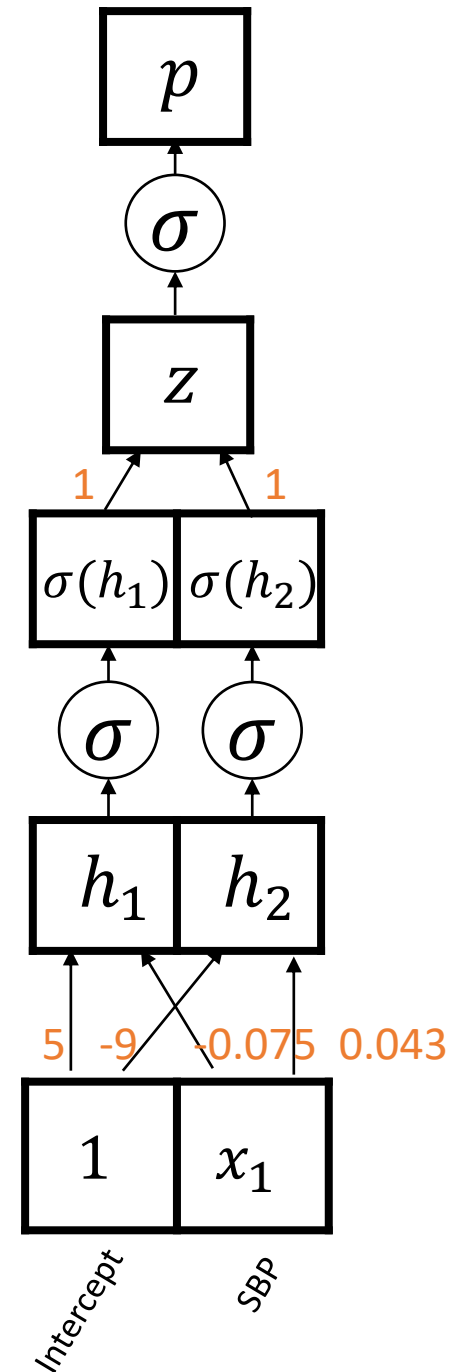 p
σ
z
1 1
σ(h₁) σ(h₂)
σ σ
h₁ h₂
5 -9 -0.075 0.043
1 x₁
Intercept SBP